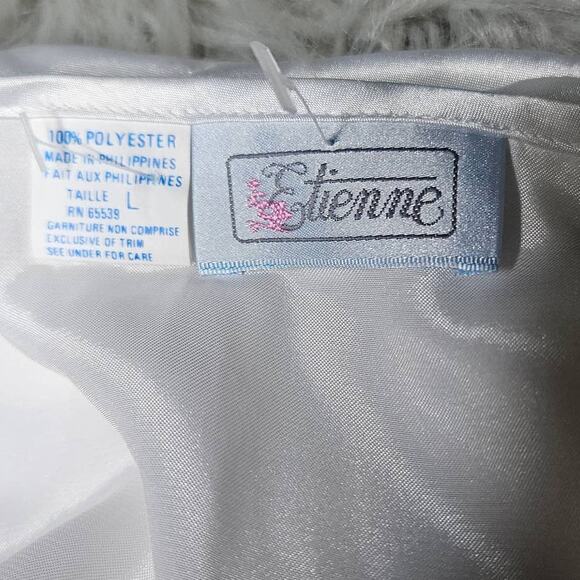 100% POLYESTER
MADE IN PHILIPPINES
FAIT AUX PHILIPPINES
TAILLE L
RN 65539
GARNITURE NON COMPRISE
EXCLUSIVE OF TRIM
SEE UNDER FOR CARE
Etienne